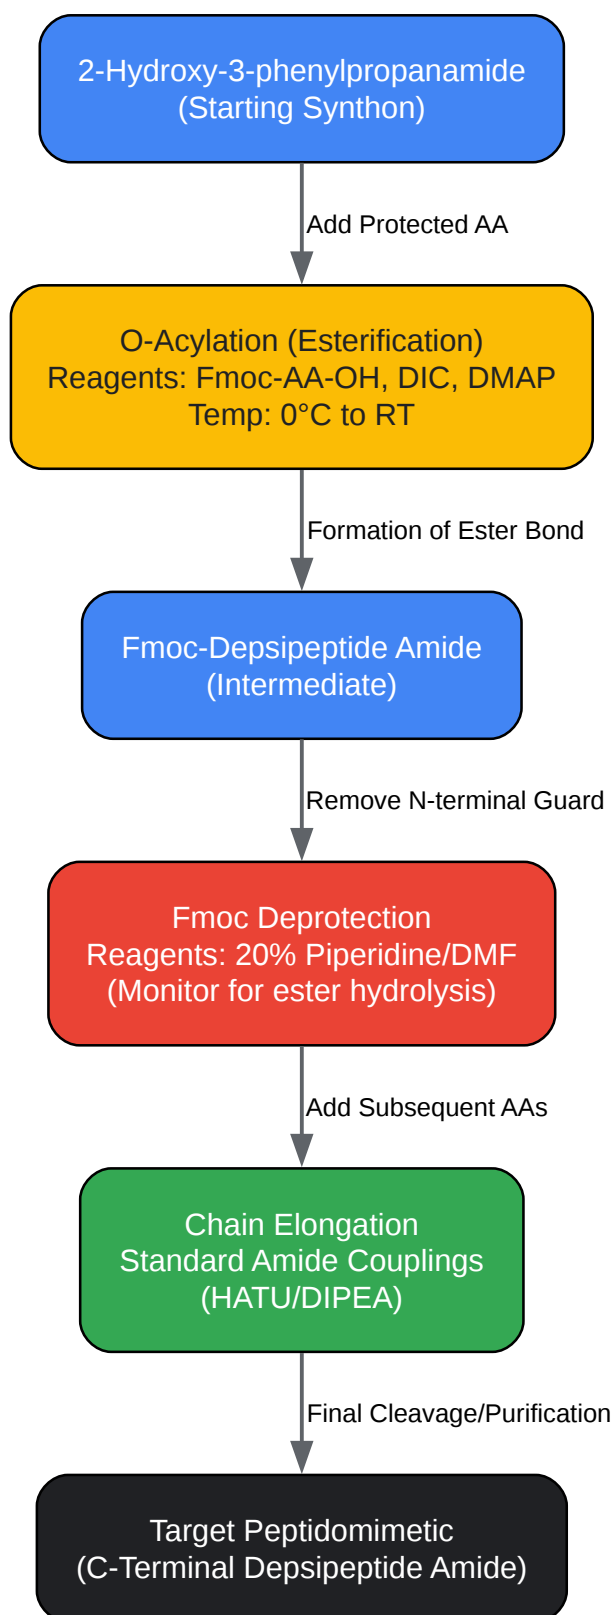 2-Hydroxy-3-phenylpropanamide
(Starting Synthon)
Add Protected AA
O-Acylation (Esterification)
Reagents: Fmoc-AA-OH, DIC, DMAP
Temp: 0°C to RT
Formation of Ester Bond
Fmoc-Depsipeptide Amide
(Intermediate)
Remove N-terminal Guard
Fmoc Deprotection
Reagents: 20% Piperidine/DMF
(Monitor for ester hydrolysis)
Add Subsequent AAs
Chain Elongation
Standard Amide Couplings
(HATU/DIPEA)
Final Cleavage/Purification
Target Peptidomimetic
(C-Terminal Depsipeptide Amide)